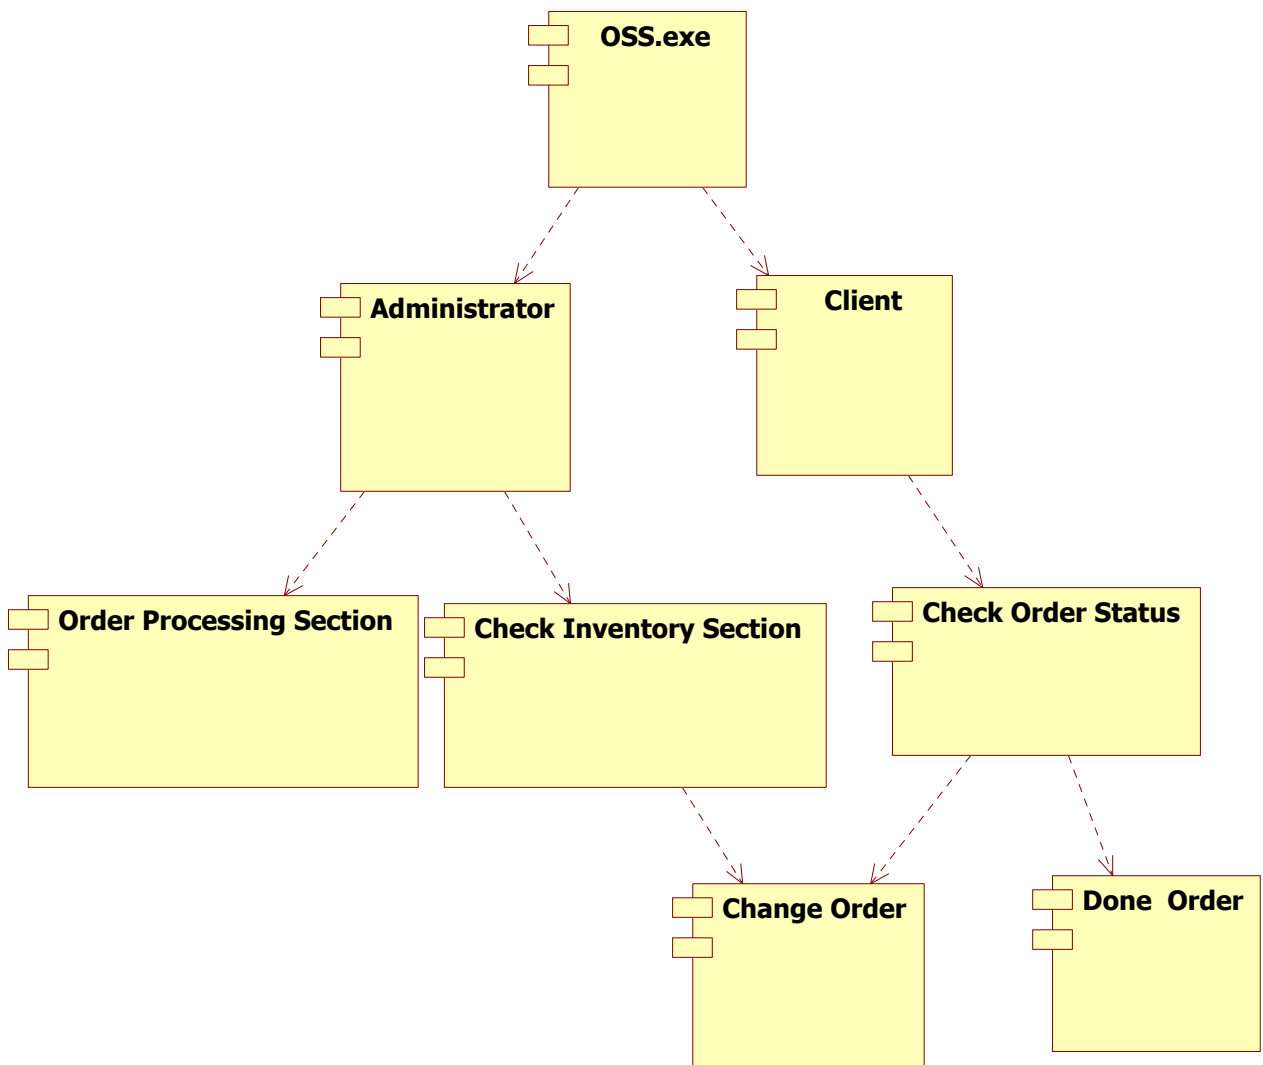 OSS.exe
Administrator
Client
Order Processing Section
Check Inventory Section
Check Order Status
Change Order
Done  Order